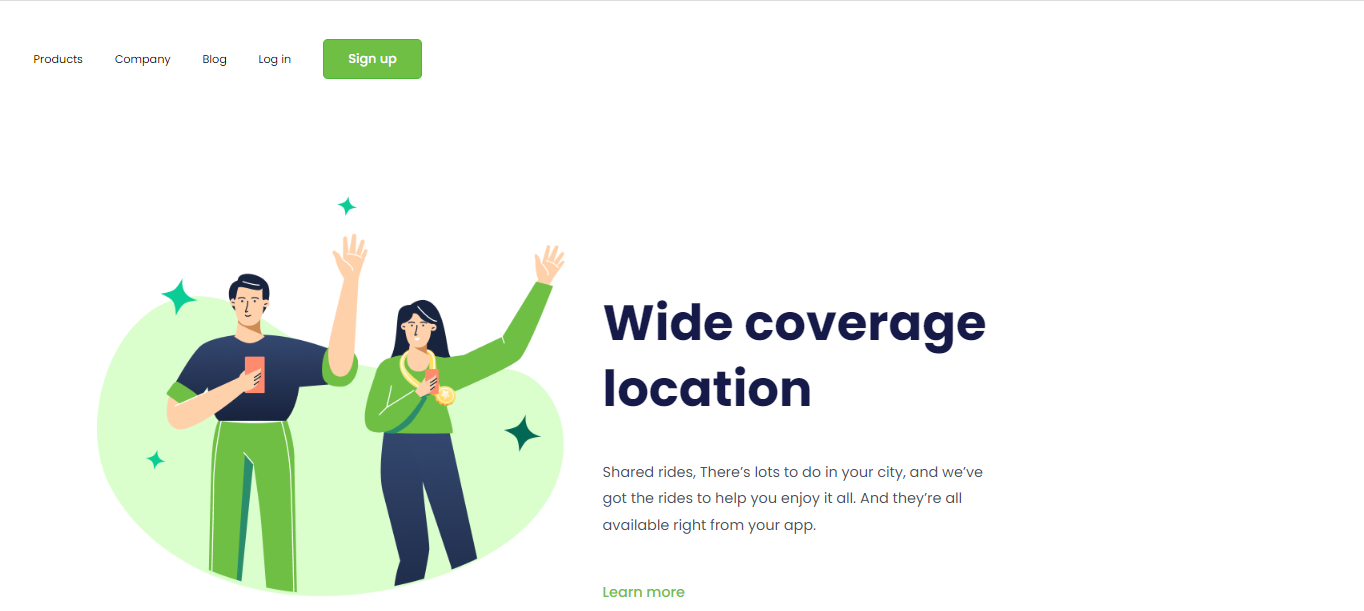 Products Company Blog Log in Sign up
Wide coverage
location
Shared rides, There’s lots to do in your city, and we’ve
got the rides to help you enjoy it all. And they’re all
available right from your app.
Learn more